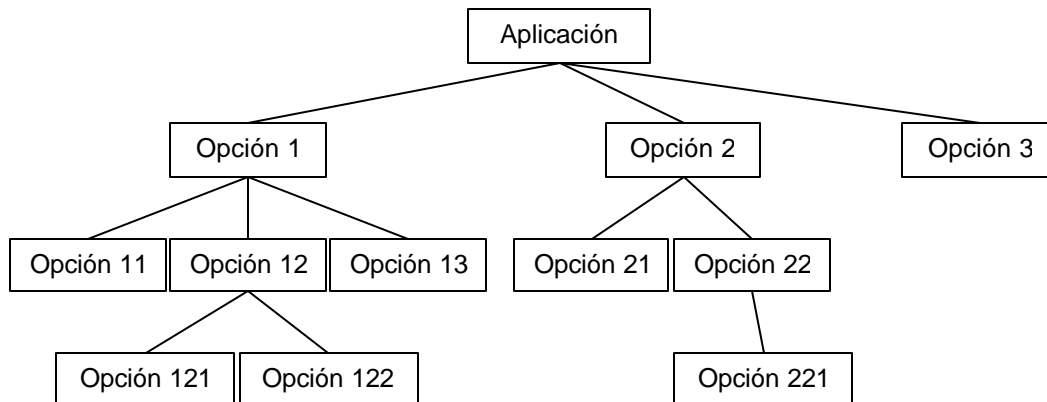 Aplicación
Opción 1
Opción 2
Opción 3
Opción 11
Opción 12
Opción 13
Opción 21
Opción 22
Opción 121
Opción 122
Opción 221